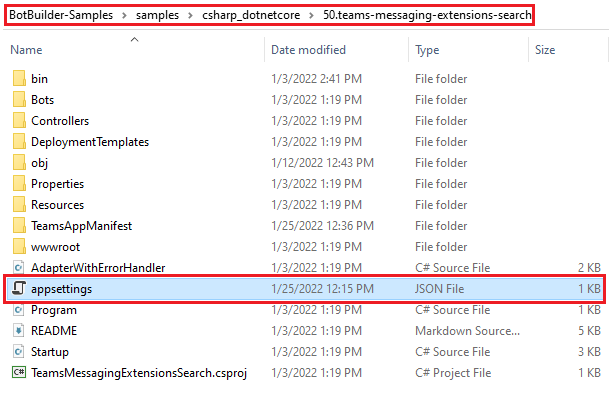 BotBuilder-Samples > samples > csharp_dotnetcore > 50.teams-messaging-extensions-search
Name Date modified Type Size
bin 1/3/2022 2:41 PM File folder
Bots 1/3/2022 1:19 PM File folder
Controllers 1/3/2022 1:19 PM File folder
DeploymentTemplates 1/3/2022 1:19 PM File folder
obj 1/12/2022 12:43 PM File folder
Properties 1/3/2022 1:19 PM File folder
Resources 1/3/2022 1:19 PM File folder
TeamsAppManifest 1/25/2022 12:36 PM File folder
wwwroot 1/3/2022 1:19 PM File folder
AdapterWithErrorHandler 1/3/2022 1:19 PM C# Source File 2 KB
appsettings 1/25/2022 12:15 PM JSON File 1 KB
Program 1/3/2022 1:19 PM C# Source File 1 KB
README 1/3/2022 1:19 PM Markdown Source... 5 KB
Startup 1/3/2022 1:19 PM C# Source File 3 KB
TeamsMessagingExtensionsSearch.csproj 1/3/2022 1:19 PM C# Project File 1 KB